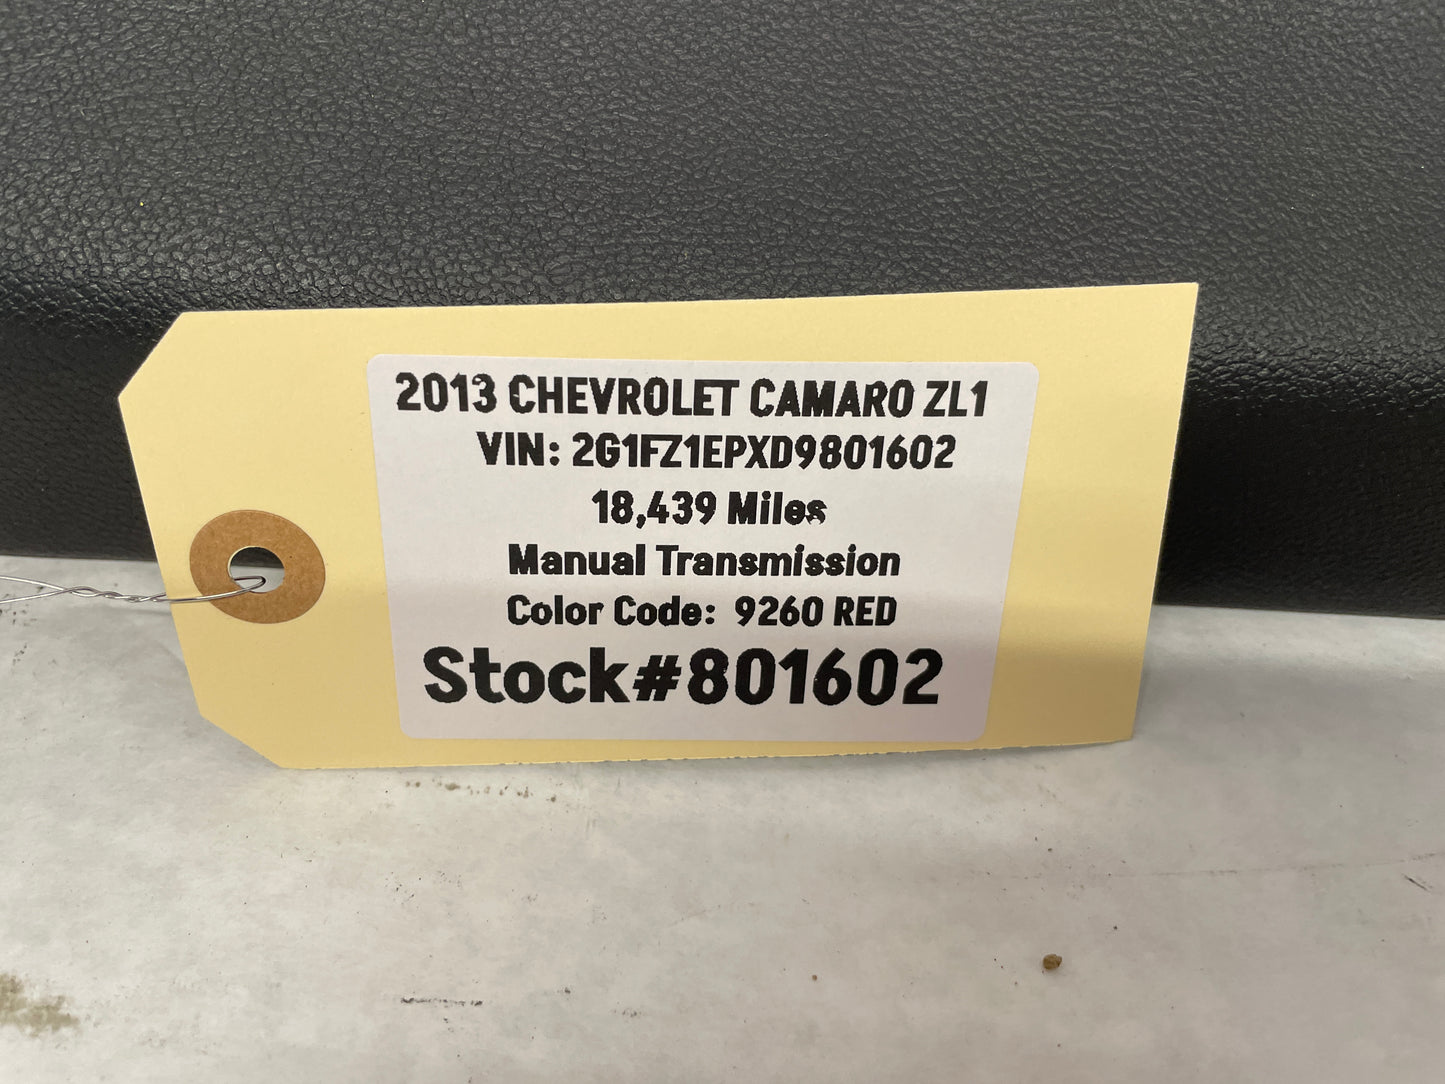 2013 CHEVROLET CAMARO ZL1
VIN: 2G1FZ1EPXD9801602
18,439 Miles
Manual Transmission
Color Code: 9260 RED
Stock#801602